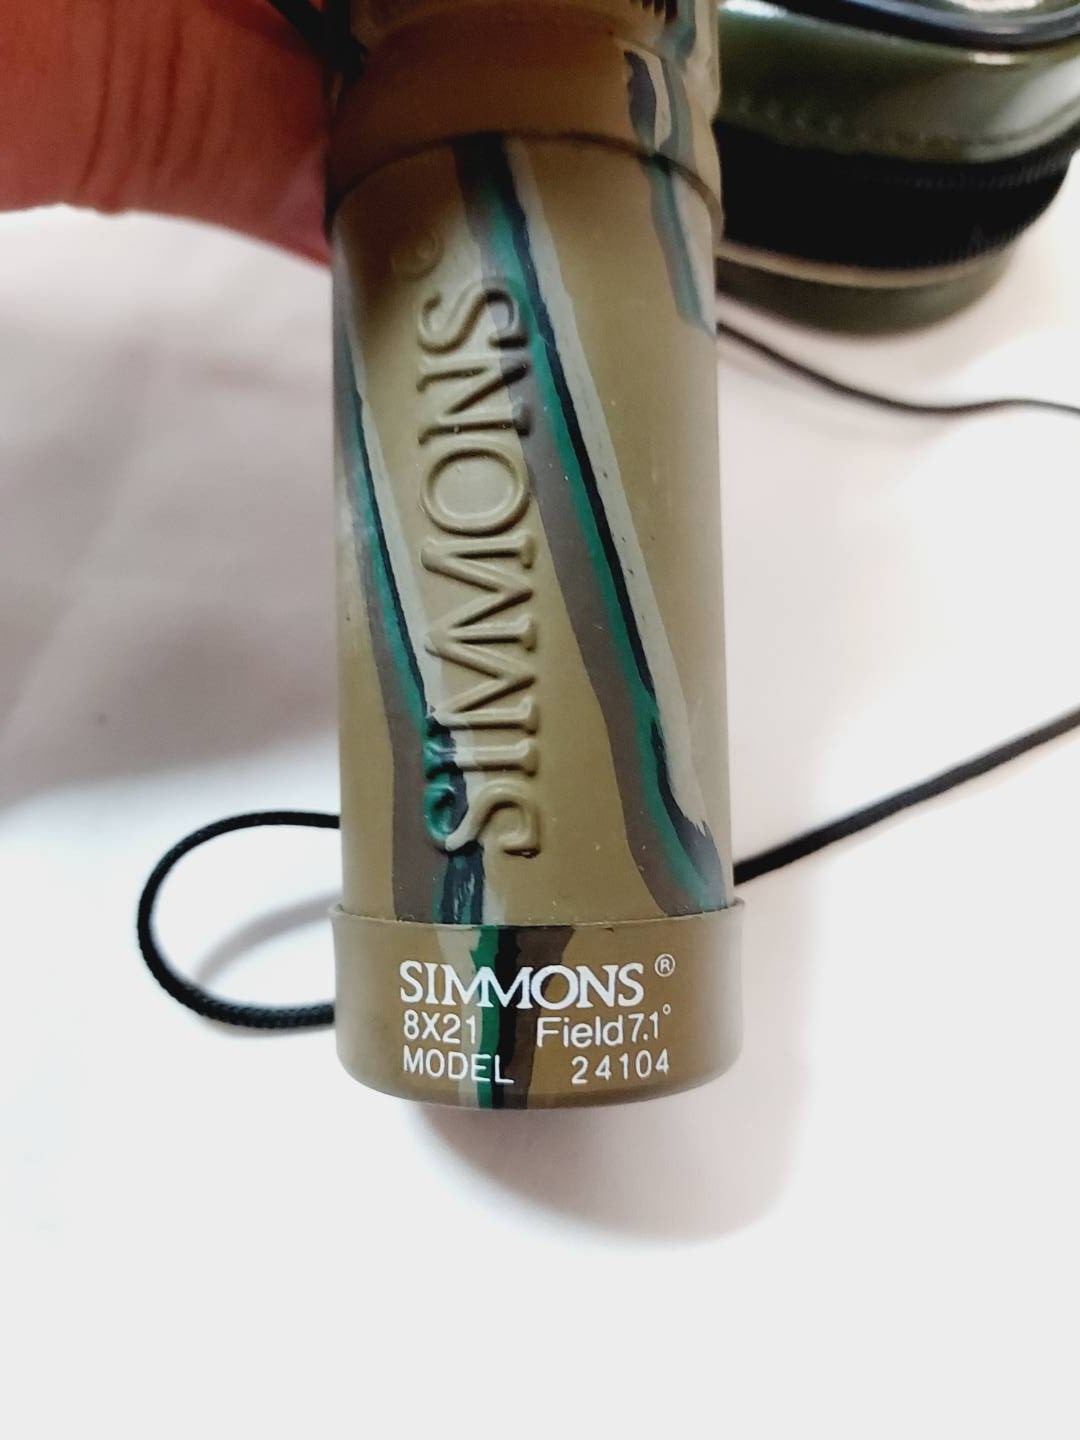 SIMMONS®
SIMMONS®
8X21 Field 7.1°
MODEL 24104